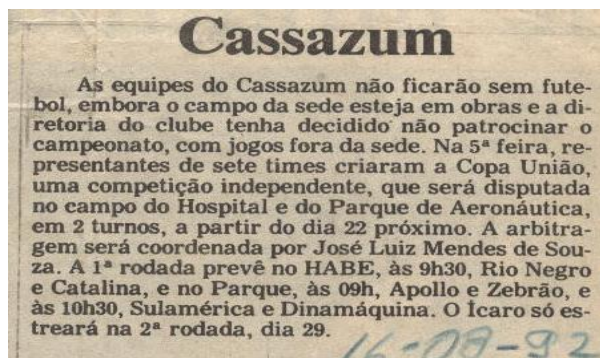 Cassazum
As equipes do Cassazum não ficarão sem fute-
bol, embora o campo da sede esteja em obras e a di-
retoria do clube tenha decidido não patrocinar o
campeonato, com jogos fora da sede. Na 5ª feira, re-
presentantes de sete times criaram a Copa União,
uma competição independente, que será disputada
no campo do Hospital e do Parque de Aeronáutica,
em 2 turnos, a partir do dia 22 próximo. A arbitra-
gem será coordenada por José Luiz Mendes de Sou-
za. A 1ª rodada prevê no HABE, às 9h30, Rio Negro
e Catalina, e no Parque, às 09h, Apollo e Zebrão, e
às 10h30, Sulamérica e Dinamáquina. O Ícaro só es-
treará na 2ª rodada, dia 29.
16-08-92